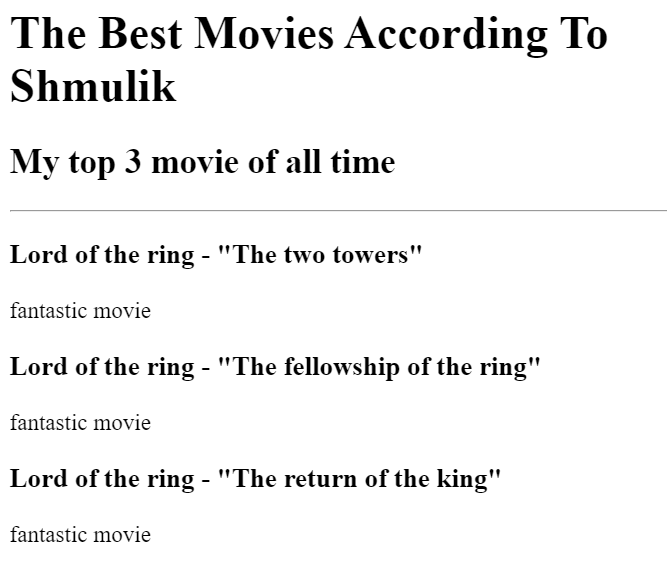 The Best Movies According To
Shmulik
My top 3 movie of all time
Lord of the ring - "The two towers"
fantastic movie
Lord of the ring - "The fellowship of the ring"
fantastic movie
Lord of the ring - "The return of the king"
fantastic movie